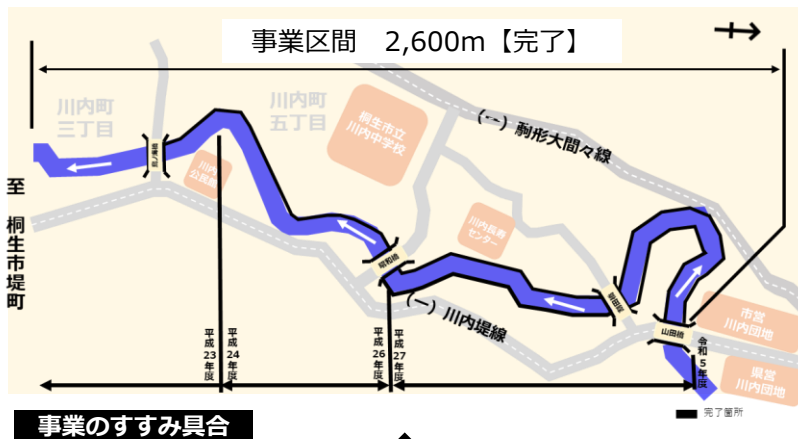 事業区間　2,600m【完了】
川内町
三丁目
川内町
五丁目
桐生市立
川内中学校
(一) 駒形大間々線
川内
公民館
川内長寿
センター
昭和橋
山田橋
(一) 川内堤線
市営
川内団地
県営
川内団地
至 桐生市堤町
平成23年度
平成24年度
平成26年度
平成27年度
令和5年度
完了箇所
事業のすすみ具合